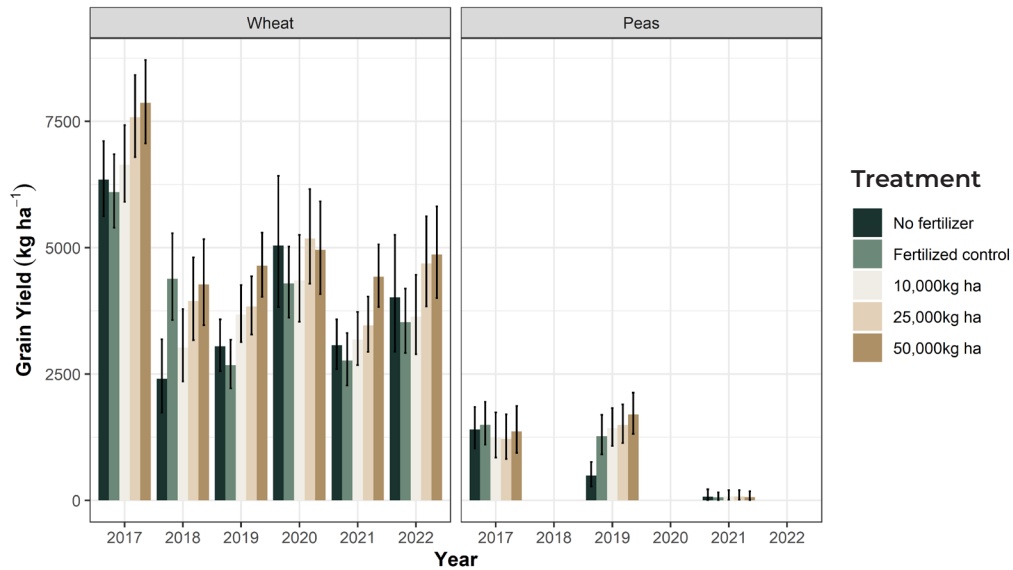 Wheat
Peas
Grain Yield (kg ha⁻¹)
7500
5000
2500
0
2017 2018 2019 2020 2021 2022
2017 2018 2019 2020 2021 2022
Year
Treatment
No fertilizer
Fertilized control
10,000kg ha
25,000kg ha
50,000kg ha